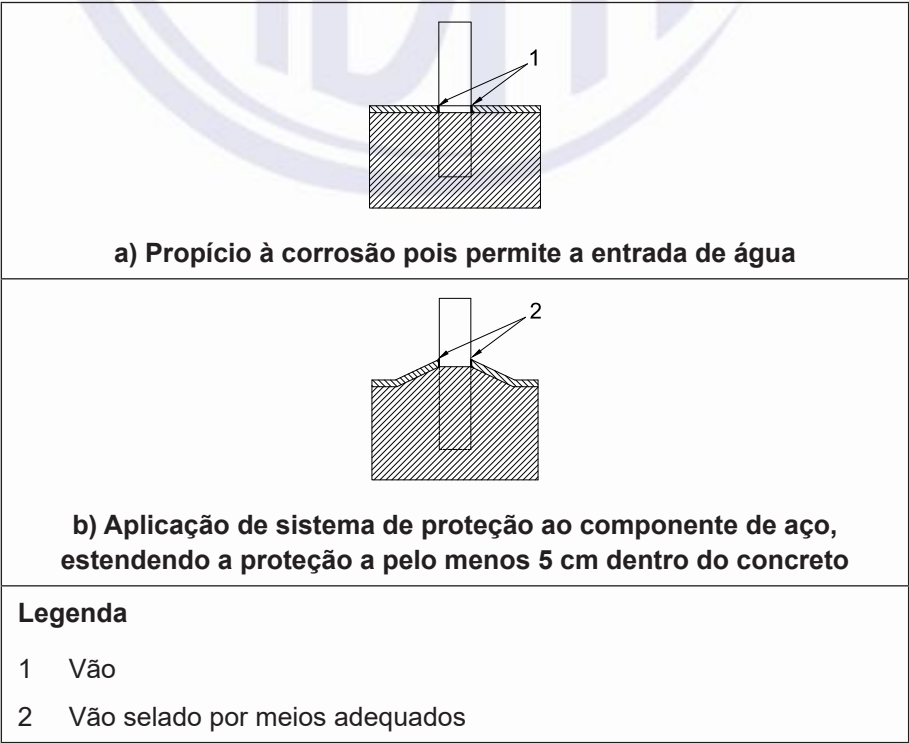 1
a) Propício à corrosão pois permite a entrada de água
2
b) Aplicação de sistema de proteção ao componente de aço,
estendendo a proteção a pelo menos 5 cm dentro do concreto
Legenda
1 Vão
2 Vão selado por meios adequados